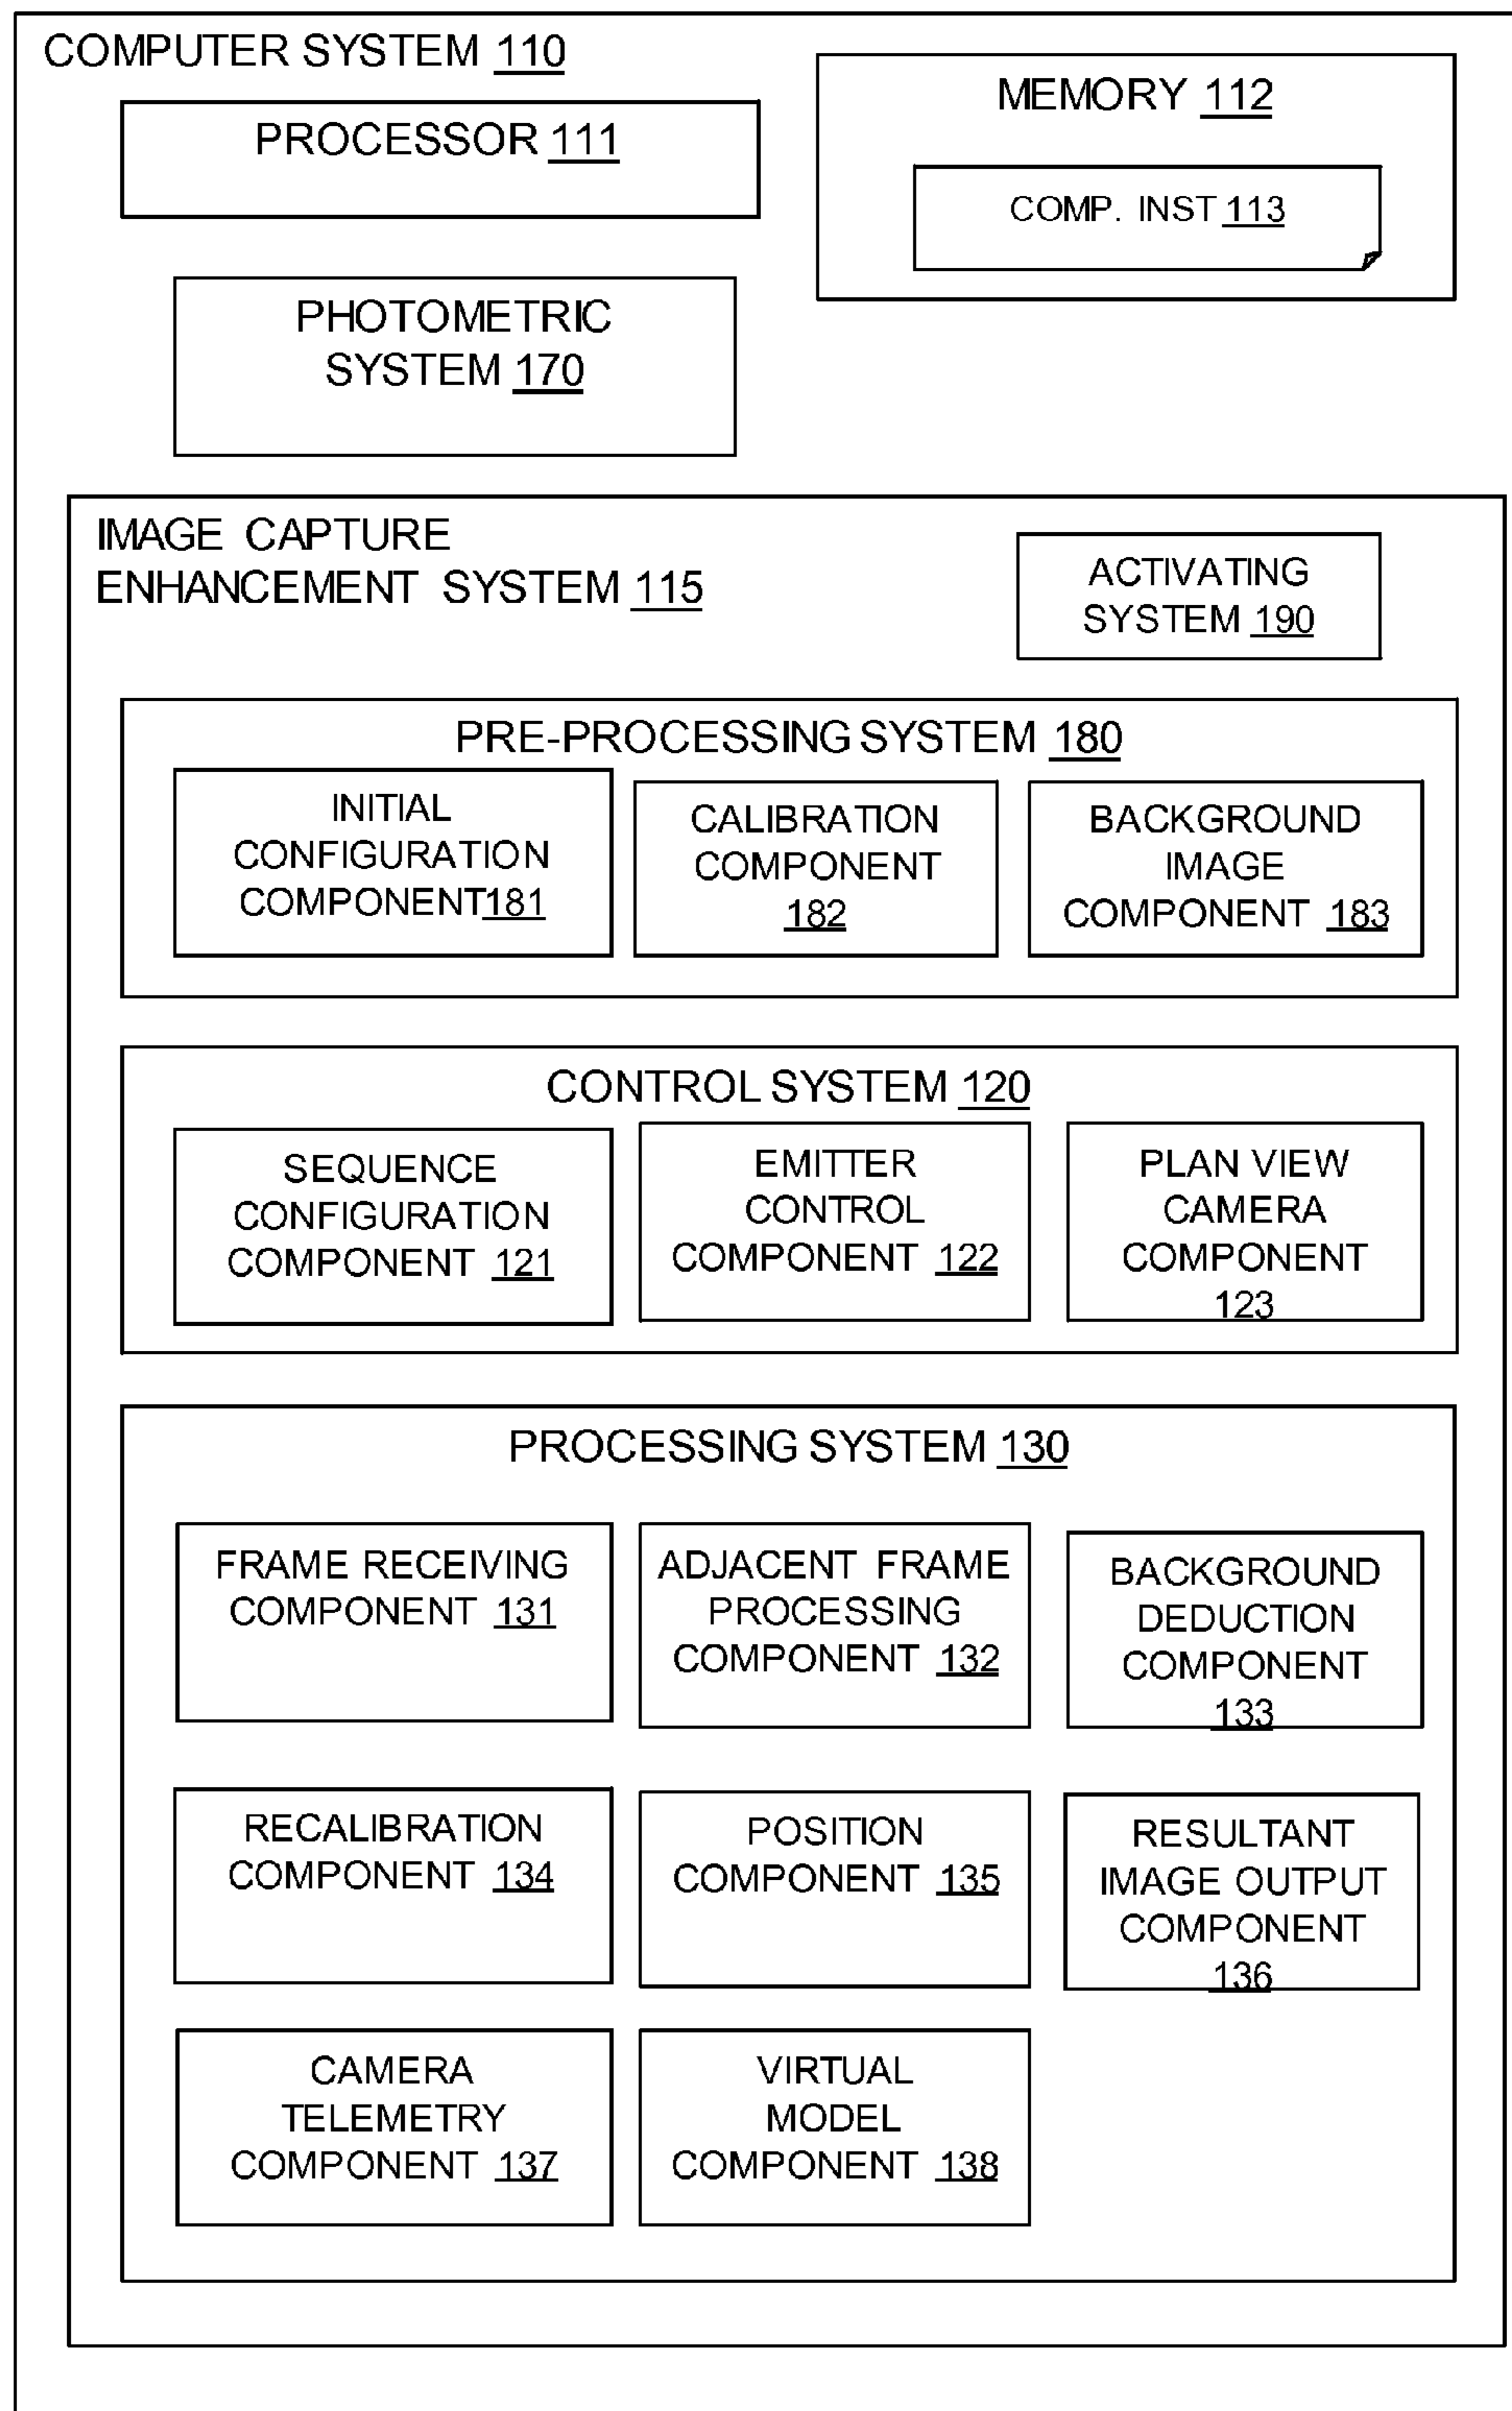 COMPUTER SYSTEM 110
PROCESSOR 111
MEMORY 112
COMP. INST 113
PHOTOMETRIC
SYSTEM 170
IMAGE CAPTURE
ENHANCEMENT SYSTEM 115
ACTIVATING
SYSTEM 190
PRE-PROCESSING SYSTEM 180
INITIAL
CONFIGURATION
COMPONENT 181
CALIBRATION
COMPONENT
182
BACKGROUND
IMAGE
COMPONENT 183
CONTROL SYSTEM 120
SEQUENCE
CONFIGURATION
COMPONENT 121
EMITTER
CONTROL
COMPONENT 122
PLAN VIEW
CAMERA
COMPONENT
123
PROCESSING SYSTEM 130
FRAME RECEIVING
COMPONENT 131
ADJACENT FRAME
PROCESSING
COMPONENT 132
BACKGROUND
DEDUCTION
COMPONENT
133
RECALIBRATION
COMPONENT 134
POSITION
COMPONENT 135
RESULTANT
IMAGE OUTPUT
COMPONENT
136
CAMERA
TELEMETRY
COMPONENT 137
VIRTUAL
MODEL
COMPONENT 138